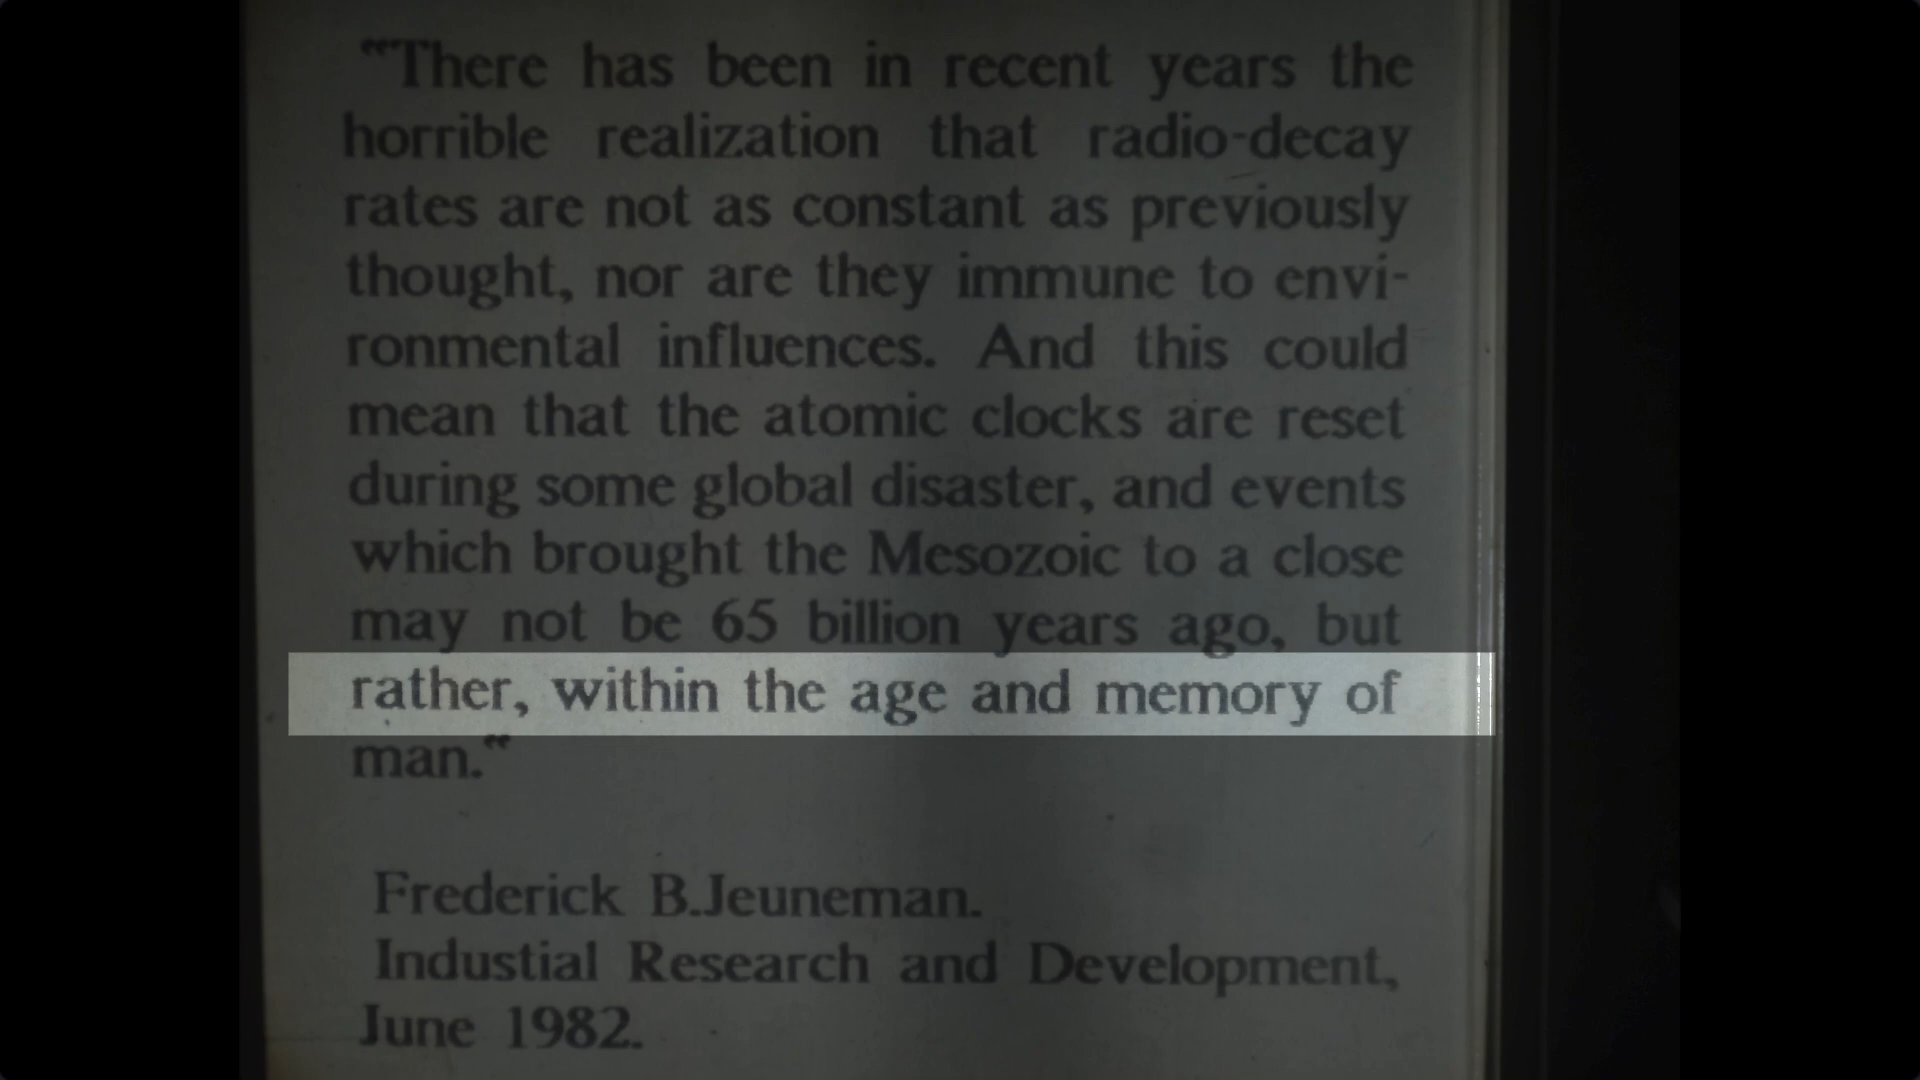 “There has been in recent years the
horrible realization that radio-decay
rates are not as constant as previously
thought, nor are they immune to envi-
ronmental influences. And this could
mean that the atomic clocks are reset
during some global disaster, and events
which brought the Mesozoic to a close
may not be 65 billion years ago, but
rather, within the age and memory of
man.“
Frederick B.Jeuneman.
Industial Research and Development,
June 1982.